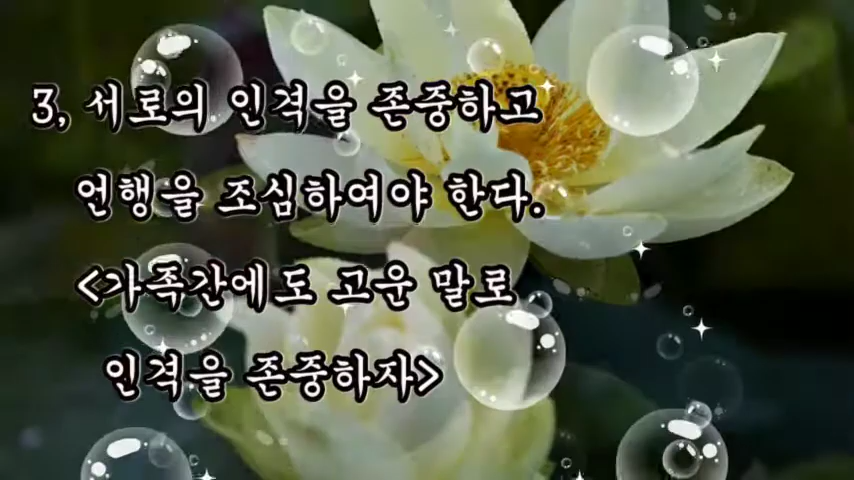 3, 서로의 인격을 존중하고
언행을 조심하여야 한다.
<가족간에도 고운 말로
인격을 존중하자>